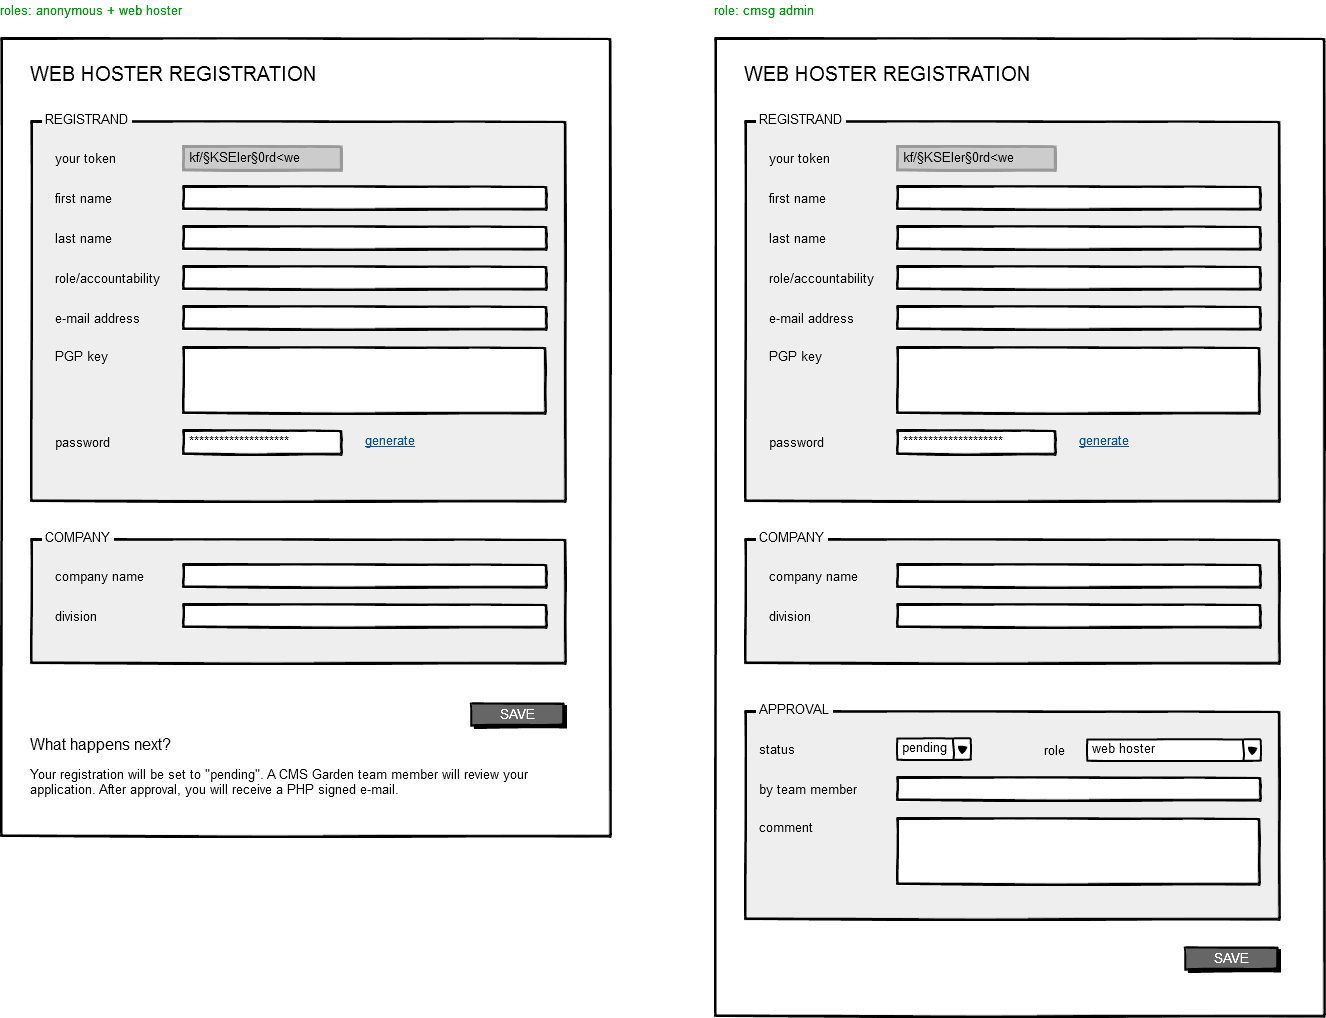 roles: anonymous + web hoster
WEB HOSTER REGISTRATION
REGISTRAND
your token
kf/§KSEler§0rd<we
first name
last name
role/accountability
e-mail address
PGP key
password
********************
generate
COMPANY
company name
division
SAVE
What happens next?
Your registration will be set to "pending". A CMS Garden team member will review your
application. After approval, you will receive a PHP signed e-mail.
role: cmsg admin
WEB HOSTER REGISTRATION
REGISTRAND
your token
kf/§KSEler§0rd<we
first name
last name
role/accountability
e-mail address
PGP key
password
********************
generate
COMPANY
company name
division
APPROVAL
status
pending
role
web hoster
by team member
comment
SAVE